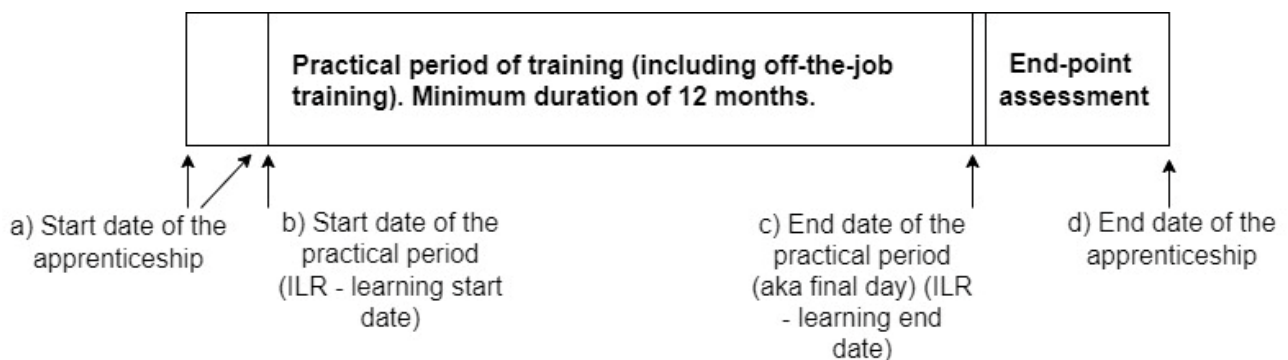 Practical period of training (including off-the-job
training). Minimum duration of 12 months.
End-point
assessment
a) Start date of the
apprenticeship
b) Start date of the
practical period
(ILR - learning start
date)
c) End date of the
practical period
(aka final day) (ILR
- learning end
date)
d) End date of the
apprenticeship